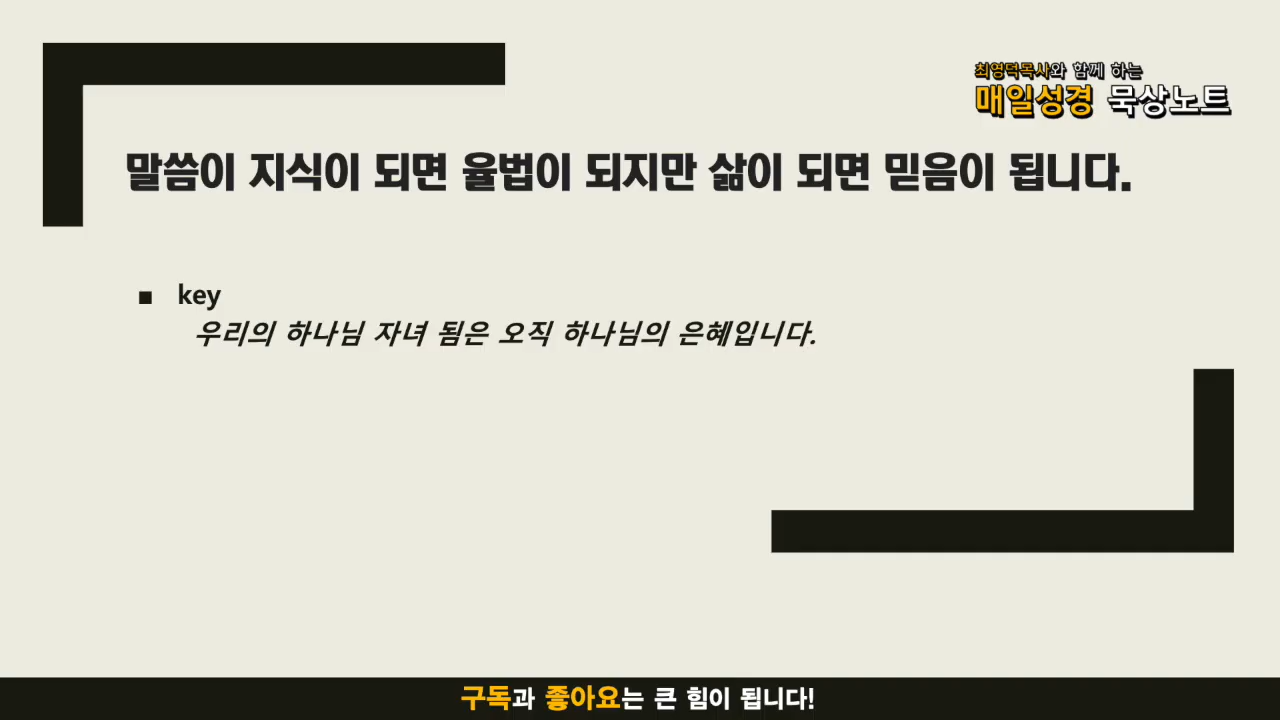 최영덕목사와 함께 하는
매일성경 묵상노트
말씀이 지식이 되면 율법이 되지만 삶이 되면 믿음이 됩니다.
■ key
우리의 하나님 자녀 됨은 오직 하나님의 은혜입니다.
구독과 좋아요는 큰 힘이 됩니다!